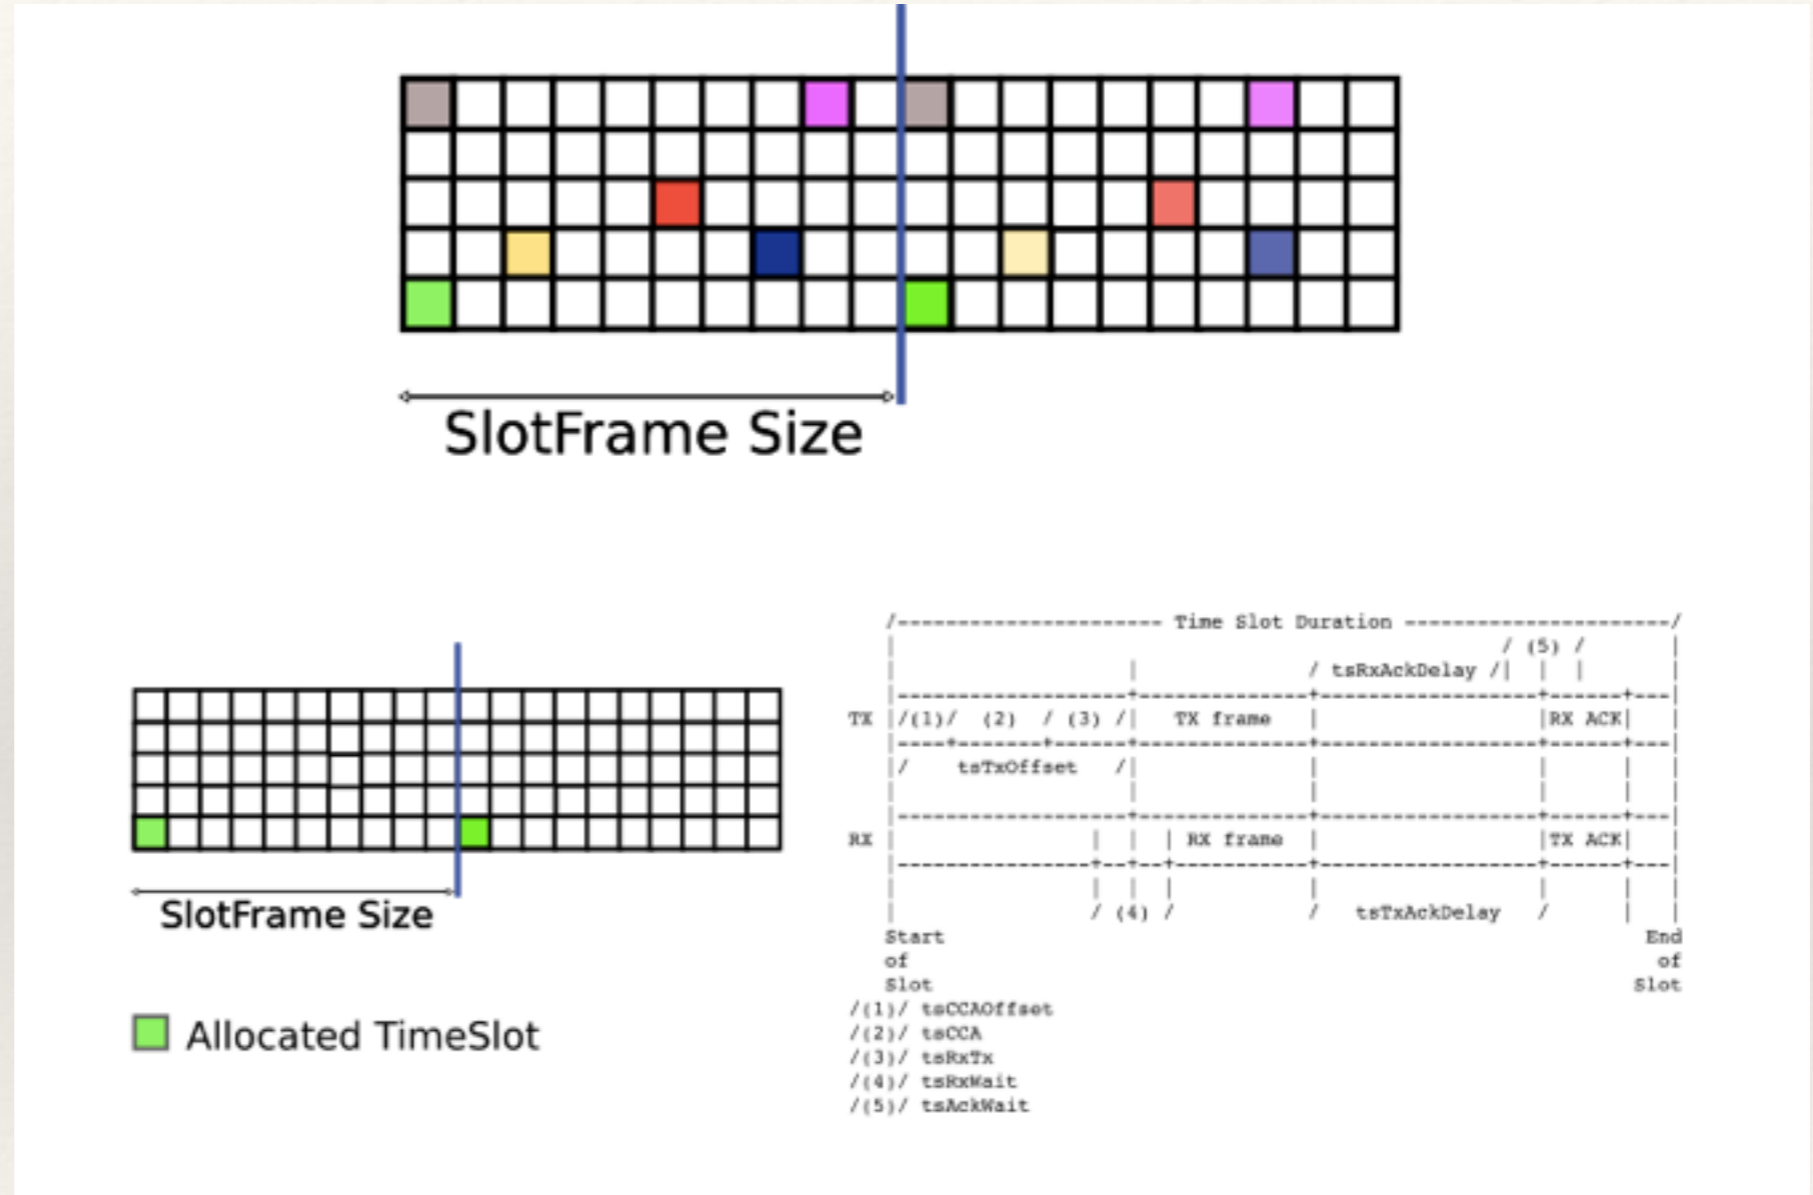 SlotFrame Size
SlotFrame Size
Allocated TimeSlot
/---------------------- Time Slot Duration ----------------------/
/ (5) /
/ tsRxAckDelay /| | |
TX |/(1)/ (2) / (3) /| TX frame | |RX ACK|
/ tsTxOffset /|
RX | | | | RX frame | |TX ACK|
/ (4) / / tsTxAckDelay / | |
Start End
of of
Slot Slot
/(1)/ tsCCAOffset
/(2)/ tsCCA
/(3)/ tsRxTx
/(4)/ tsRxWait
/(5)/ tsAckWait